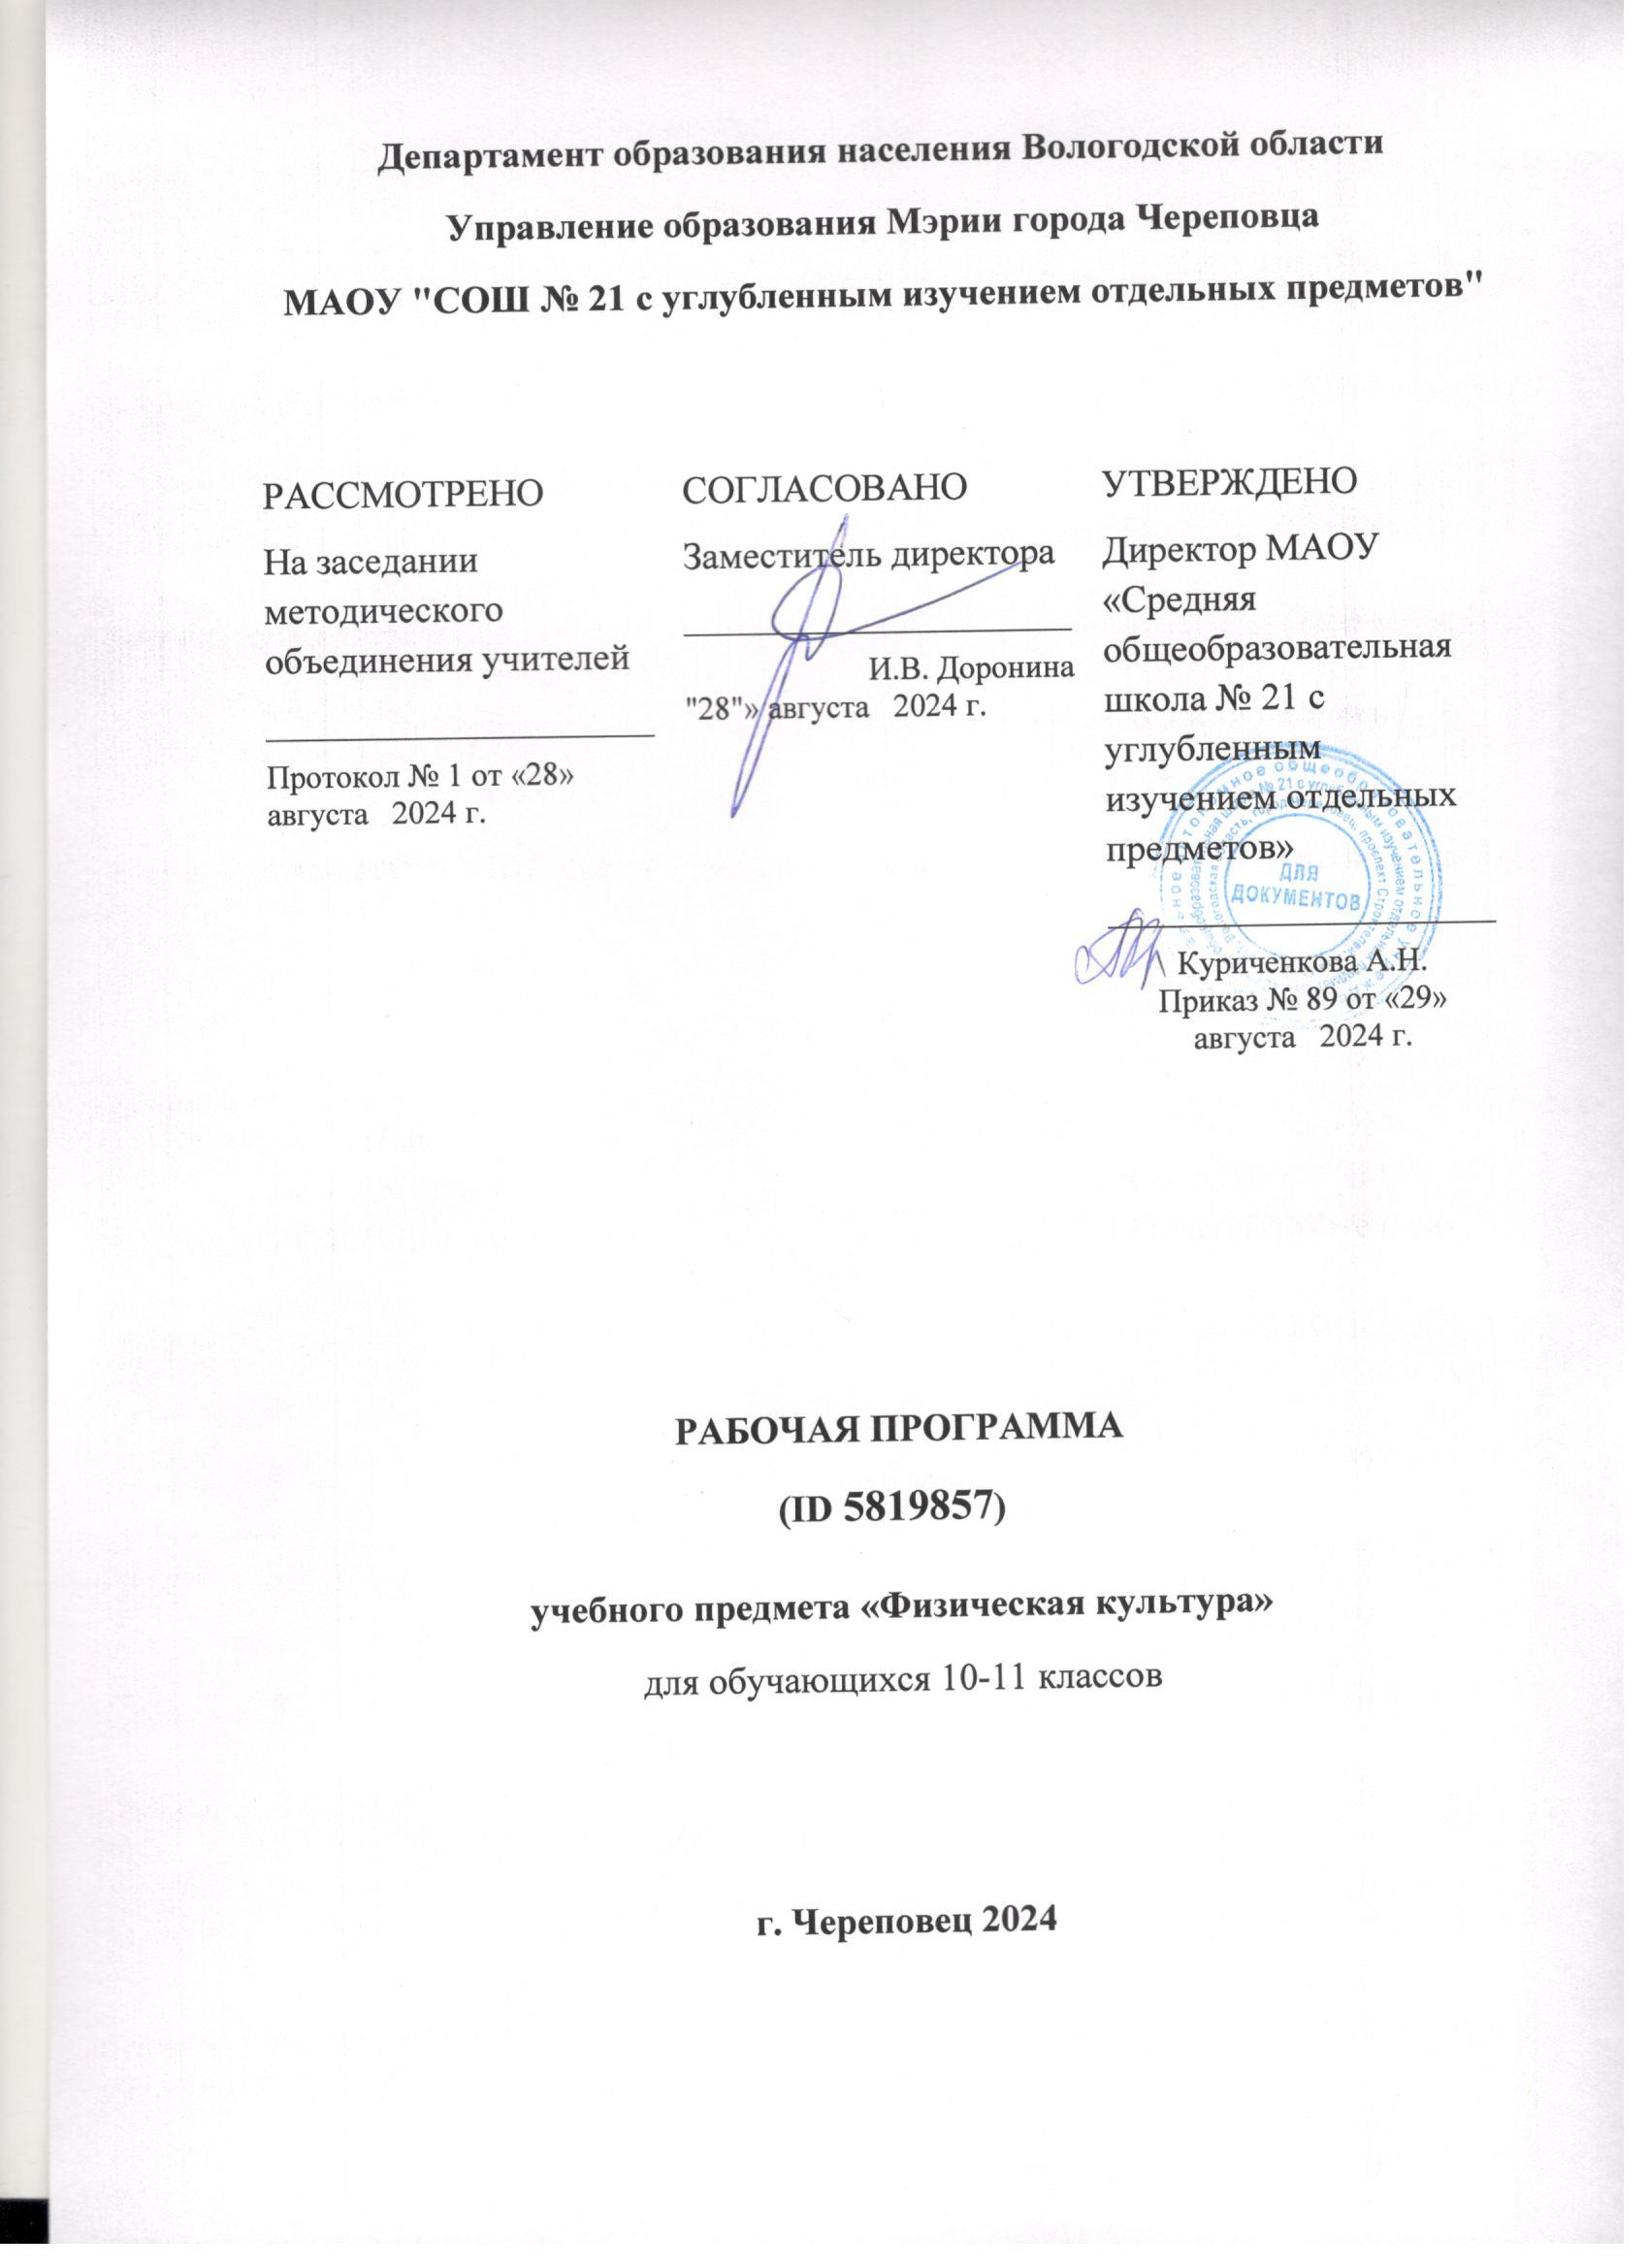 Департамент образования населения Вологодской области
Управление образования Мэрии города Череповца
МАОУ "СОШ № 21 с углубленным изучением отдельных предметов"
РАССМОТРЕНО
На заседании
методического
объединения учителей
Протокол № 1 от «28»
августа 2024 г.
СОГЛАСОВАНО
Заместитель директора
И.В. Доронина
"28"» августа 2024 г.
УТВЕРЖДЕНО
Директор МАОУ
«Средняя
общеобразовательная
школа № 21 с
углубленным
изучением отдельных
предметов»
ДЛЯ
ДОКУМЕНТОВ
Куриченкова А.Н.
Приказ № 89 от «29»
августа 2024 г.
РАБОЧАЯ ПРОГРАММА
(ID 5819857)
учебного предмета «Физическая культура»
для обучающихся 10-11 классов
г. Череповец 2024